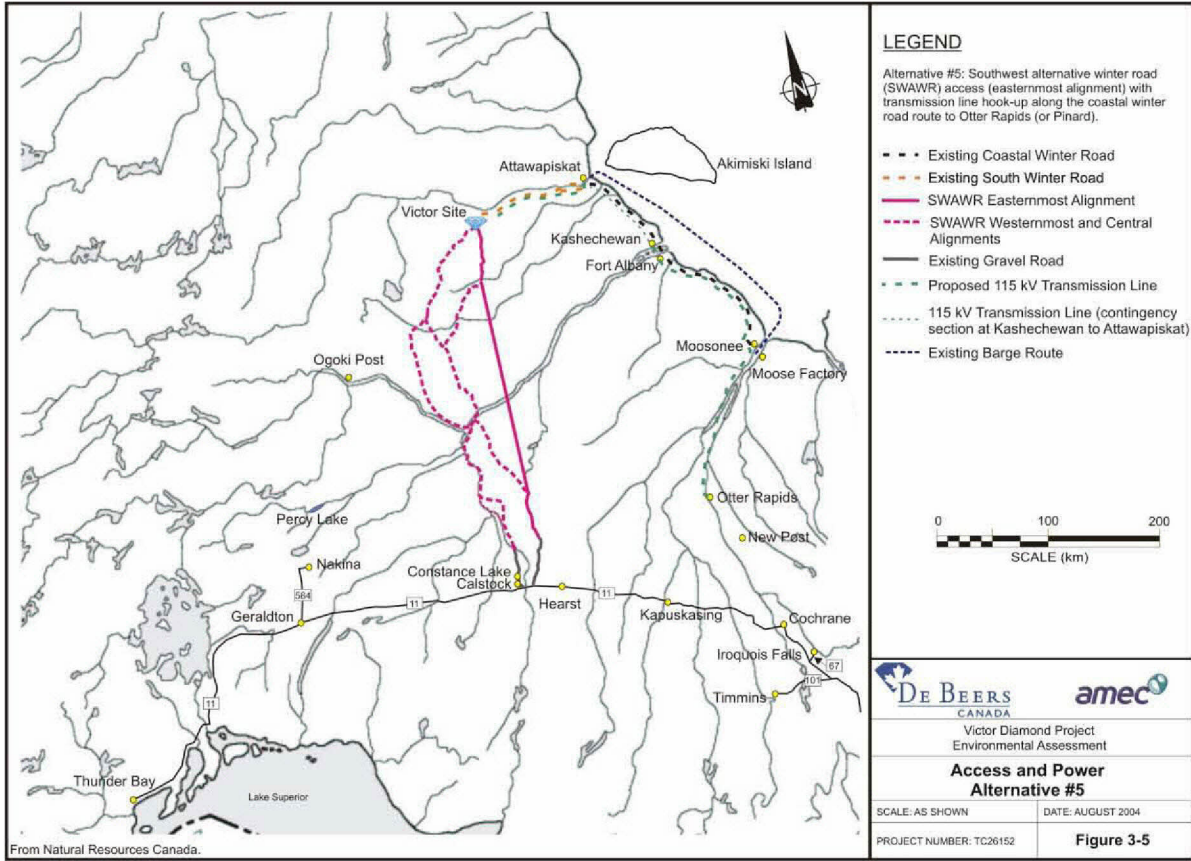 Attawapiskat
Akimiski Island
Victor Site
Kashechewan
Fort Albany
Moosonee
Moose Factory
Ogoki Post
Otter Rapids
Percy Lake
New Post
Nakina
Constance Lake
Calstock
564
11
Hearst
11
Geraldton
Kapuskasing
Cochrane
Iroquois Falls
67
101
Timmins
11
Thunder Bay
Lake Superior
From Natural Resources Canada.
N
LEGEND
Alternative #5: Southwest alternative winter road
(SWAWR) access (easternmost alignment) with
transmission line hook-up along the coastal winter
road route to Otter Rapids (or Pinard).
Existing Coastal Winter Road
Existing South Winter Road
SWAWR Easternmost Alignment
SWAWR Westernmost and Central
Alignments
Existing Gravel Road
Proposed 115 kV Transmission Line
115 kV Transmission Line (contingency
section at Kashechewan to Attawapiskat)
Existing Barge Route
0 100 200
SCALE (km)
DE BEERS
CANADA
amec
Victor Diamond Project
Environmental Assessment
Access and Power
Alternative #5
SCALE: AS SHOWN
DATE: AUGUST 2004
PROJECT NUMBER: TC26152
Figure 3-5